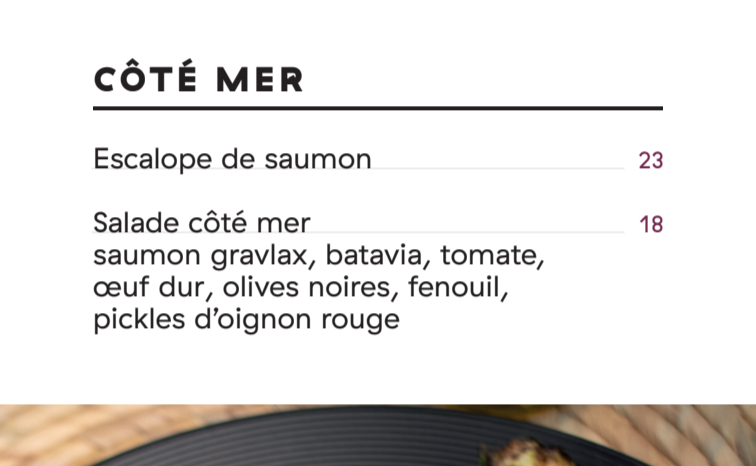 CÔTÉ MER
Escalope de saumon 23
Salade côté mer 18
saumon gravlax, batavia, tomate,
œuf dur, olives noires, fenouil,
pickles d’oignon rouge